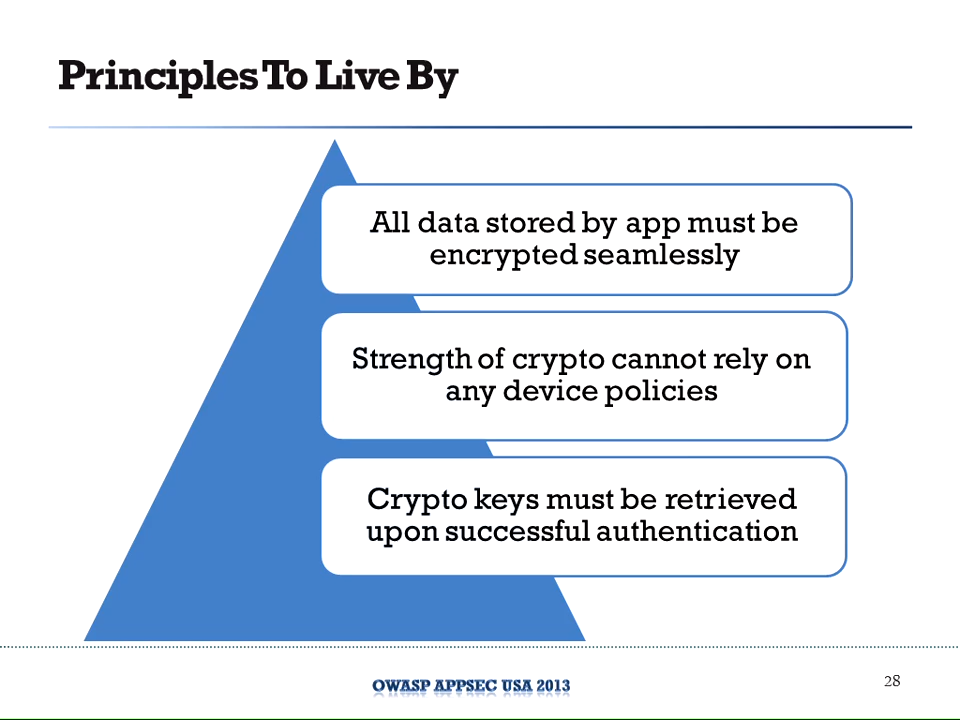 Principles To Live By
All data stored by app must be
encrypted seamlessly
Strength of crypto cannot rely on
any device policies
Crypto keys must be retrieved
upon successful authentication
OWASP APPSEC USA 2013
28